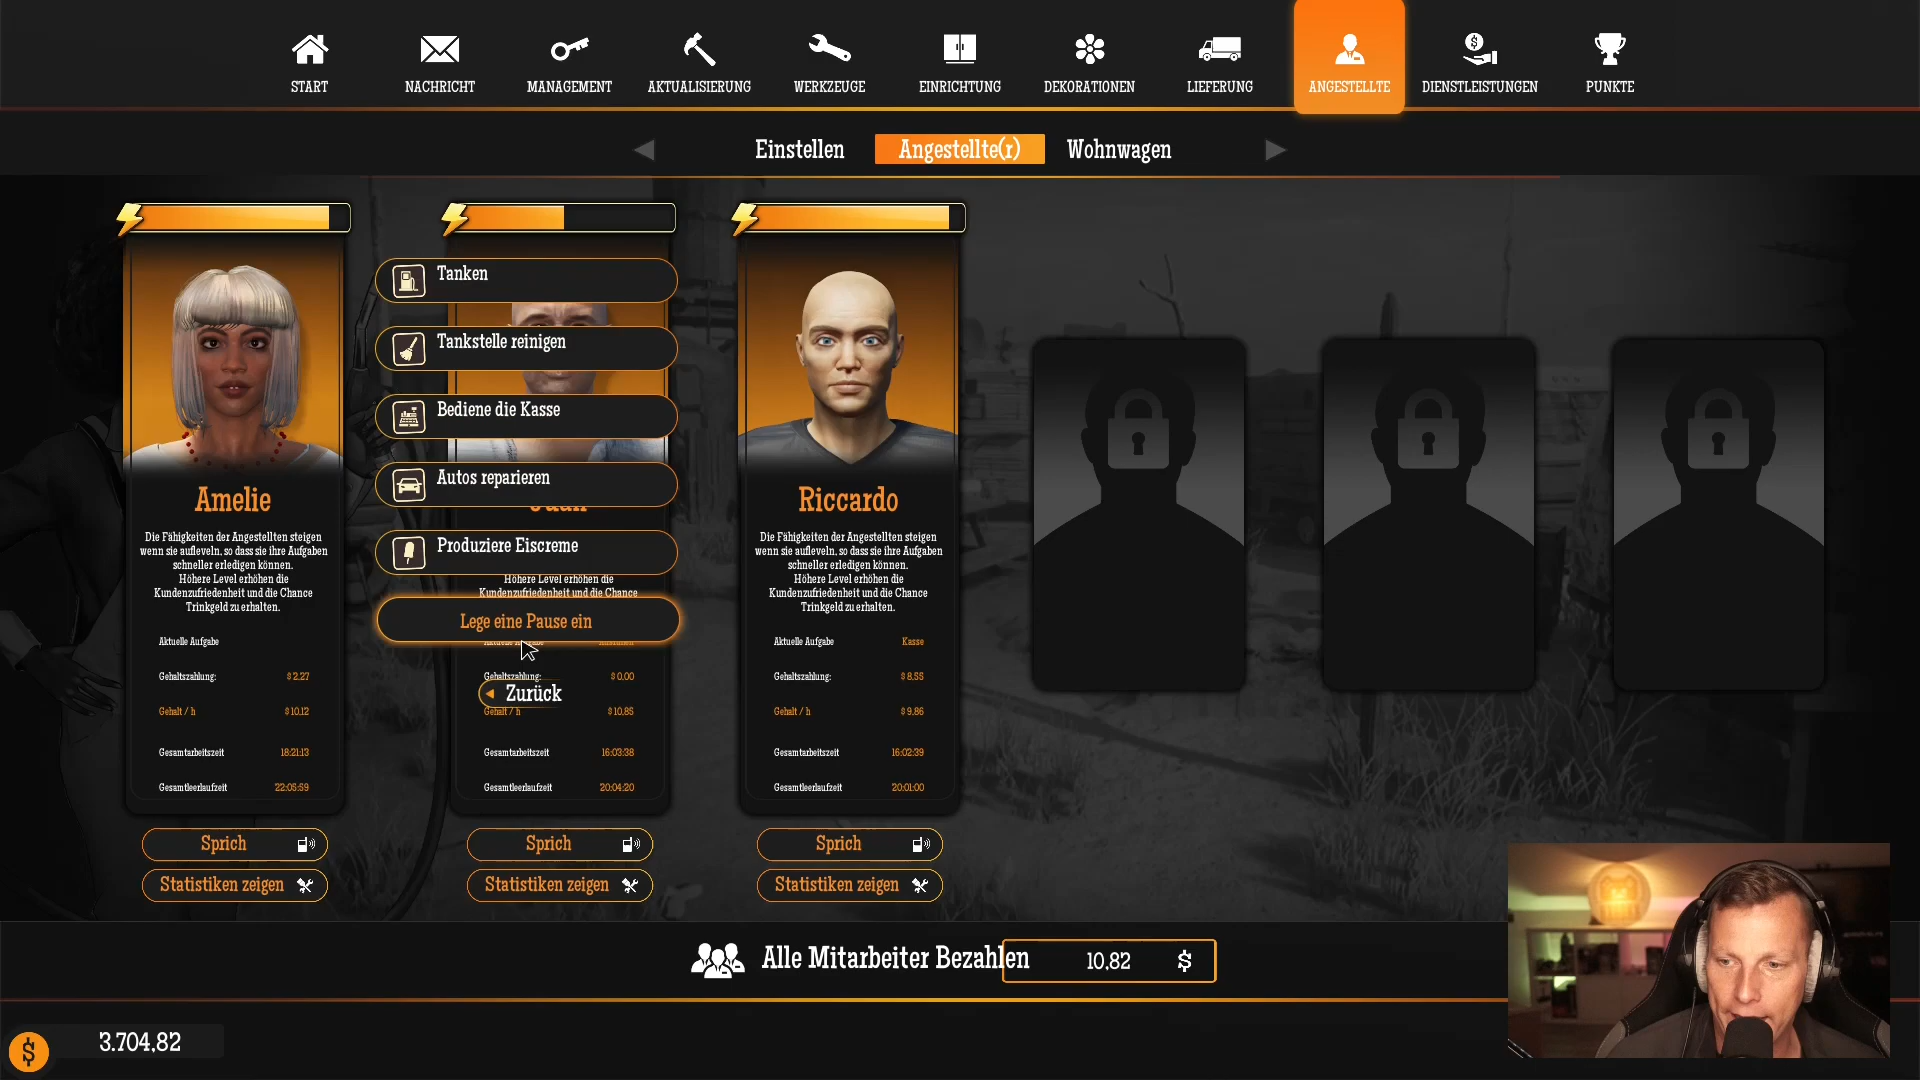 START
NACHRICHT
MANAGEMENT
AKTUALISIERUNG
WERKZEUGE
EINRICHTUNG
DEKORATIONEN
LIEFERUNG
ANGESTELLTE
DIENSTLEISTUNGEN
PUNKTE
Einstellen
Angestellte(r)
Wohnwagen
Amelie
Die Fähigkeiten der Angestellten steigen
wenn sie aufleveln, so dass sie ihre Aufgaben
schneller erledigen können.
Höhere Level erhöhen die
Kundenzufriedenheit und die Chance
Trinkgeld zu erhalten.
Aktuelle Aufgabe
Gehaltszahlung: $ 2,27
Gehalt / h $ 10,12
Gesamtarbeitszeit 18:21:13
Gesamtleerlaufzeit 22:05:59
Sprich
Statistiken zeigen
Tanken
Tankstelle reinigen
Bediene die Kasse
Autos reparieren
Produziere Eiscreme
Höhere Level erhöhen die
Kundenzufriedenheit und die Chance
Lege eine Pause ein
Gehaltszahlung: $ 0,00
Zurück
Gehalt / h $ 10,85
Gesamtarbeitszeit 16:03:38
Gesamtleerlaufzeit 20:04:20
Sprich
Statistiken zeigen
Riccardo
Die Fähigkeiten der Angestellten steigen
wenn sie aufleveln, so dass sie ihre Aufgaben
schneller erledigen können.
Höhere Level erhöhen die
Kundenzufriedenheit und die Chance
Trinkgeld zu erhalten.
Aktuelle Aufgabe Kasse
Gehaltszahlung: $ 8,55
Gehalt / h $ 9,86
Gesamtarbeitszeit 16:02:39
Gesamtleerlaufzeit 20:01:00
Sprich
Statistiken zeigen
Alle Mitarbeiter Bezahlen 10,82 $
$ 3.704,82